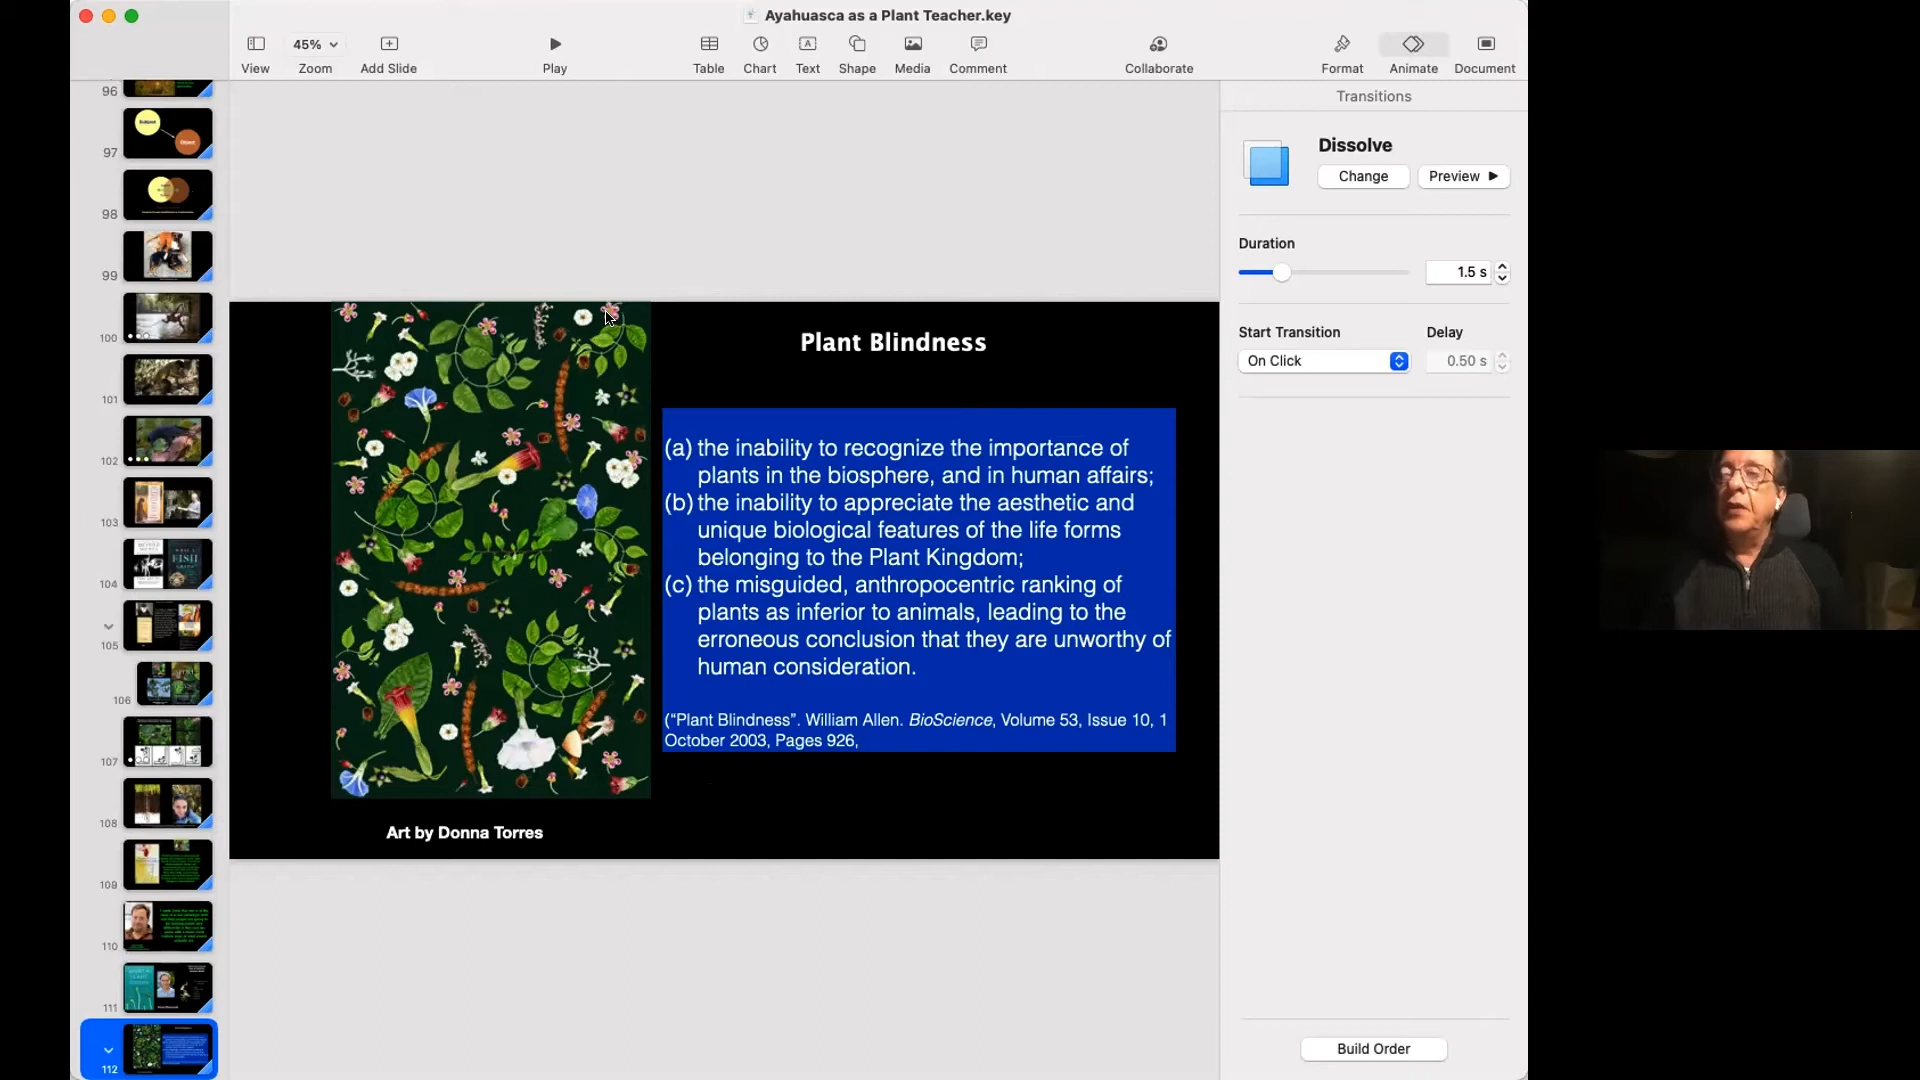 Ayahuasca as a Plant Teacher.key
45%
View
Zoom
Add Slide
Play
Table
Chart
Text
Shape
Media
Comment
Collaborate
Format
Animate
Document
96
97
98
99
100
101
102
103
104
105
106
107
108
109
110
111
112
Plant Blindness
(a) the inability to recognize the importance of
plants in the biosphere, and in human affairs;
(b) the inability to appreciate the aesthetic and
unique biological features of the life forms
belonging to the Plant Kingdom;
(c) the misguided, anthropocentric ranking of
plants as inferior to animals, leading to the
erroneous conclusion that they are unworthy of
human consideration.
(“Plant Blindness”. William Allen. BioScience, Volume 53, Issue 10, 1
October 2003, Pages 926,
Art by Donna Torres
Transitions
Dissolve
Change
Preview
Duration
1.5 s
Start Transition
Delay
On Click
0.50 s
Build Order